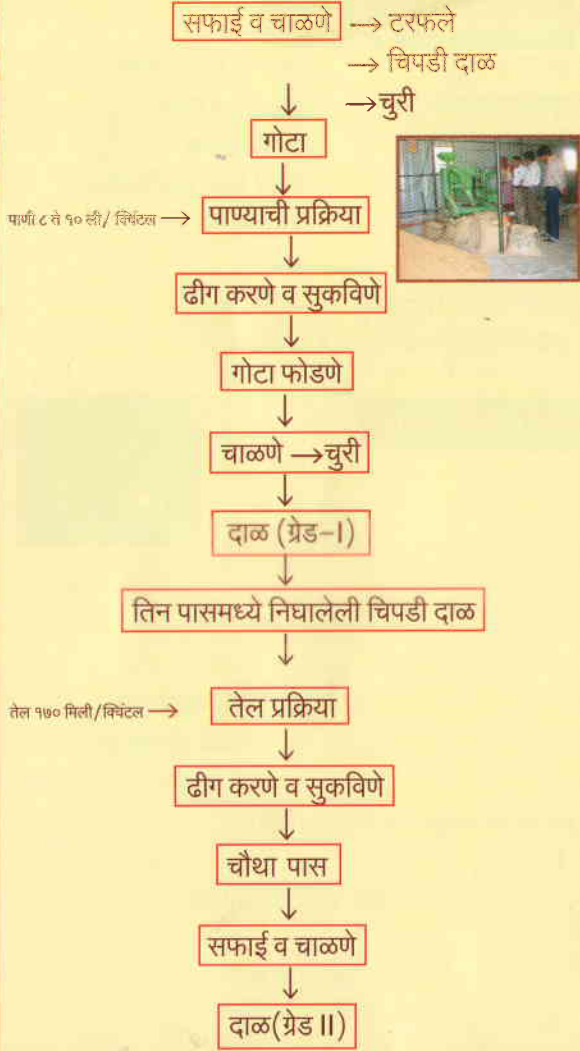 सफाई व चाळणे → टरफले
→ चिपडी दाळ
→ चुरी
गोटा
पाणी ८ ते १० ली/ क्विंटल → पाण्याची प्रक्रिया
ढीग करणे व सुकविणे
गोटा फोडणे
चाळणे → चुरी
दाळ (ग्रेड-I)
तिन पासमध्ये निघालेली चिपडी दाळ
तेल १७० मिली/क्विंटल → तेल प्रक्रिया
ढीग करणे व सुकविणे
चौथा पास
सफाई व चाळणे
दाळ(ग्रेड II)